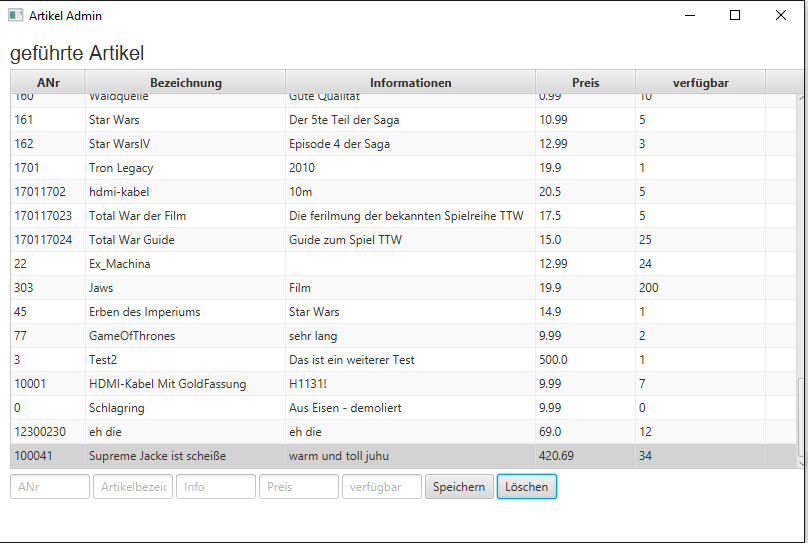 Artikel Admin
geführte Artikel
ANr Bezeichnung Informationen Preis verfügbar
160 Waldquelle Gute Qualität 0.99 10
161 Star Wars Der 5te Teil der Saga 10.99 5
162 Star WarsIV Episode 4 der Saga 12.99 3
1701 Tron Legacy 2010 19.9 1
17011702 hdmi-kabel 10m 20.5 5
170117023 Total War der Film Die ferilmung der bekannten Spielreihe TTW 17.5 5
170117024 Total War Guide Guide zum Spiel TTW 15.0 25
22 Ex_Machina 12.99 24
303 Jaws Film 19.9 200
45 Erben des Imperiums Star Wars 14.9 1
77 GameOfThrones sehr lang 9.99 2
3 Test2 Das ist ein weiterer Test 500.0 1
10001 HDMI-Kabel Mit GoldFassung H1131! 9.99 7
0 Schlagring Aus Eisen - demoliert 9.99 0
12300230 eh die eh die 69.0 12
100041 Supreme Jacke ist scheiße warm und toll juhu 420.69 34
ANr Artikelbezeic Info Preis verfügbar Speichern Löschen